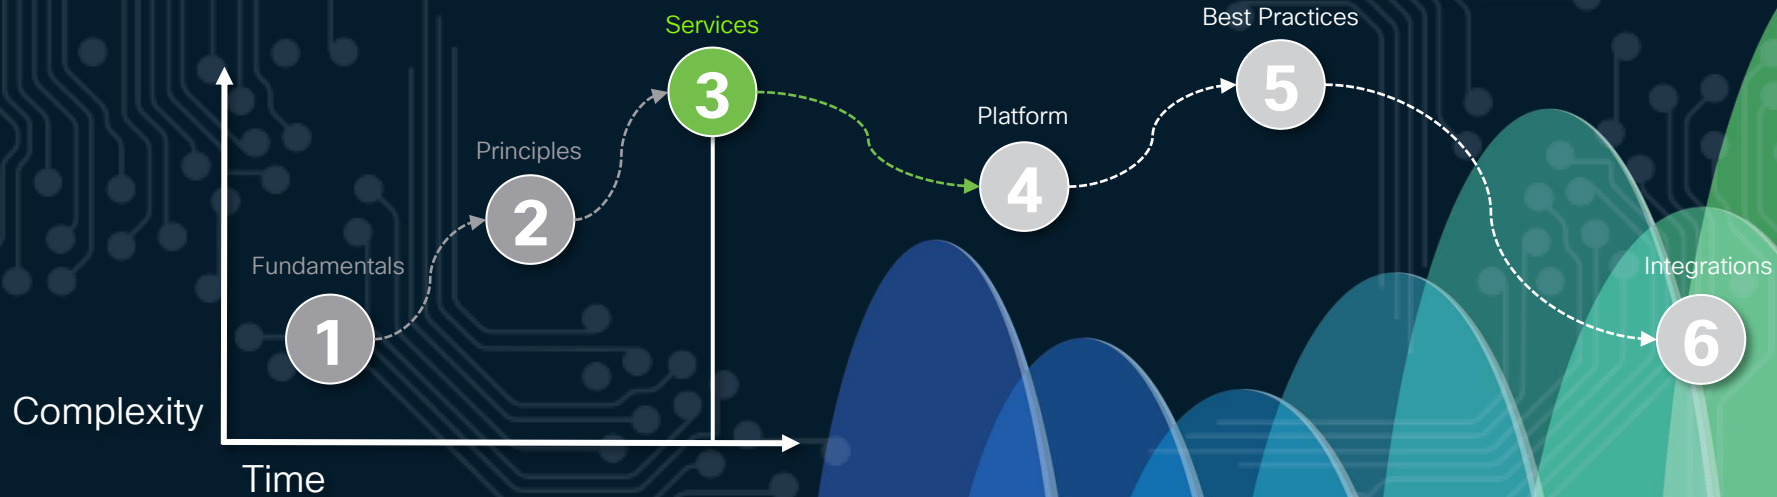 Services
3
Best Practices
5
Platform
4
Principles
2
Fundamentals
1
Integrations
6
Complexity
Time